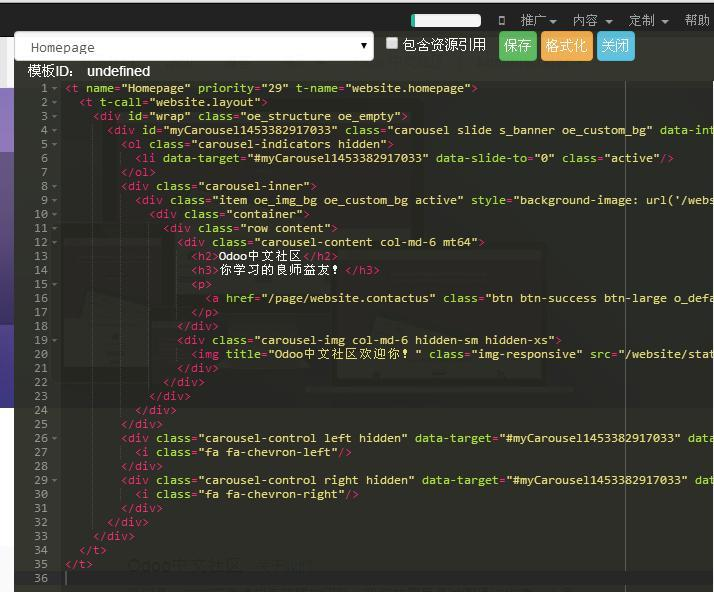 推广 内容 定制 帮助
Homepage 包含资源引用 保存 格式化 关闭
模板ID: undefined
1 <t name="Homepage" priority="29" t-name="website.homepage">
2 <t t-call="website.layout">
3 <div id="wrap" class="oe_structure oe_empty">
4 <div id="myCarousel1453382917033" class="carousel slide s_banner oe_custom_bg" data-int
5 <ol class="carousel-indicators hidden">
6 <li data-target="#myCarousel1453382917033" data-slide-to="0" class="active"/>
7 </ol>
8 <div class="carousel-inner">
9 <div class="item oe_img_bg oe_custom_bg active" style="background-image: url('/webs
10 <div class="container">
11 <div class="row content">
12 <div class="carousel-content col-md-6 mt64">
13 <h2>Odoo中文社区</h2>
14 <h3>你学习的良师益友!</h3>
15 <p>
16 <a href="/page/website.contactus" class="btn btn-success btn-large o_defa
17 </p>
18 </div>
19 <div class="carousel-img col-md-6 hidden-sm hidden-xs">
20 <img title="Odoo中文社区欢迎你!" class="img-responsive" src="/website/stat
21 </div>
22 </div>
23 </div>
24 </div>
25 </div>
26 <div class="carousel-control left hidden" data-target="#myCarousel1453382917033" data
27 <i class="fa fa-chevron-left"/>
28 </div>
29 <div class="carousel-control right hidden" data-target="#myCarousel1453382917033" dat
30 <i class="fa fa-chevron-right"/>
31 </div>
32 </div>
33 </div>
34 </t>
35 </t>
36